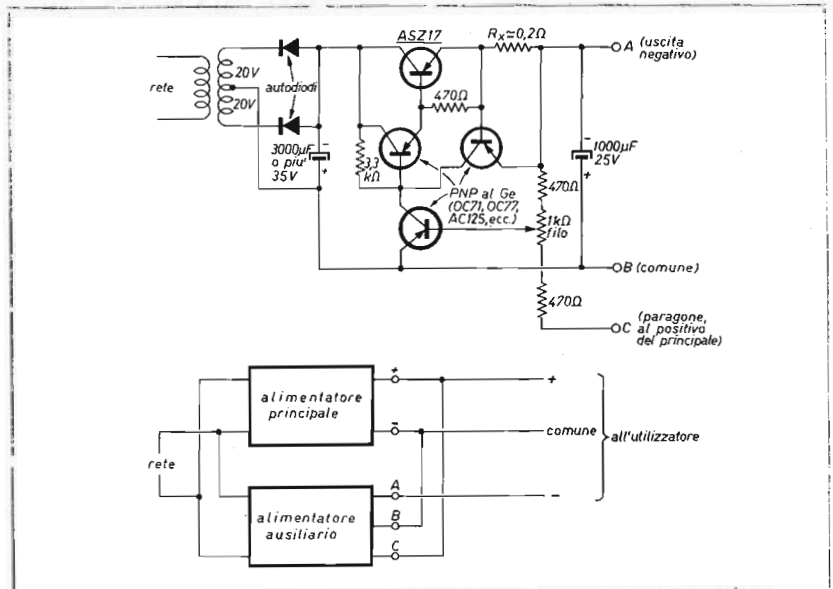 ASZ17
Rx≃0,2Ω
A (uscita
negativo)
rete
20V
20V
autodiodi
470Ω
3000µF
o piu'
35V
3,3
kΩ
PNP al Ge
(OC71, OC77,
AC125, ecc.)
1000µF
25V
470Ω
1kΩ
filo
B (comune)
470Ω
C (paragone,
al positivo
del principale)
alimentatore
principale
+
-
+
comune
-
all'utilizzatore
rete
alimentatore
ausiliario
A
B
C